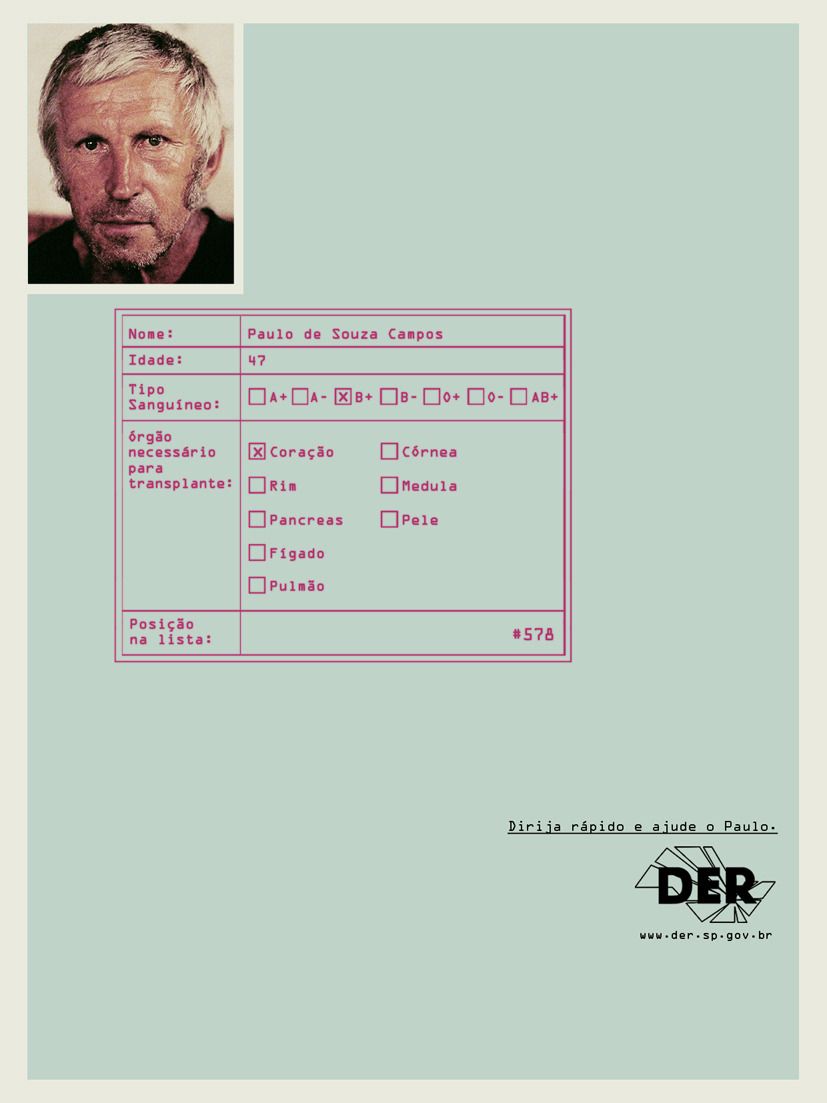 Nome: Paulo de Souza Campos
Idade: 47
Tipo
Sanguíneo:
A+ A- B+ B- O+ O- AB+
órgão
necessário
para
transplante:
Coração Córnea
Rim Medula
Pancreas Pele
Fígado
Pulmão
Posição
na lista:
#578
Dirija rápido e ajude o Paulo.
DER
www.der.sp.gov.br